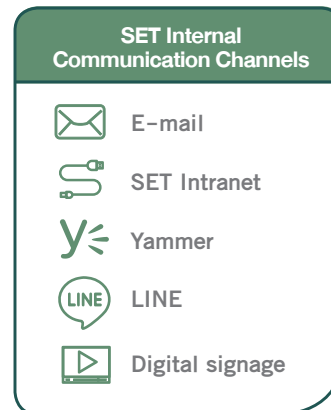 SET Internal
Communication Channels
E-mail
SET Intranet
y Yammer
LINE LINE
Digital signage